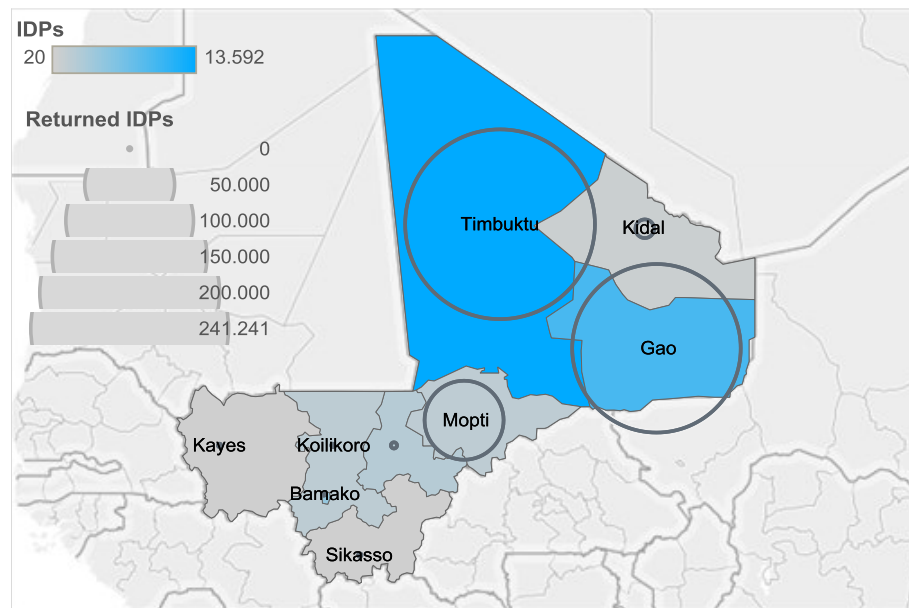 IDPs
20 13.592
Returned IDPs
0
50.000
100.000
150.000
200.000
241.241
Timbuktu
Kidal
Gao
Mopti
Kayes
Koilikoro
Bamako
Sikasso